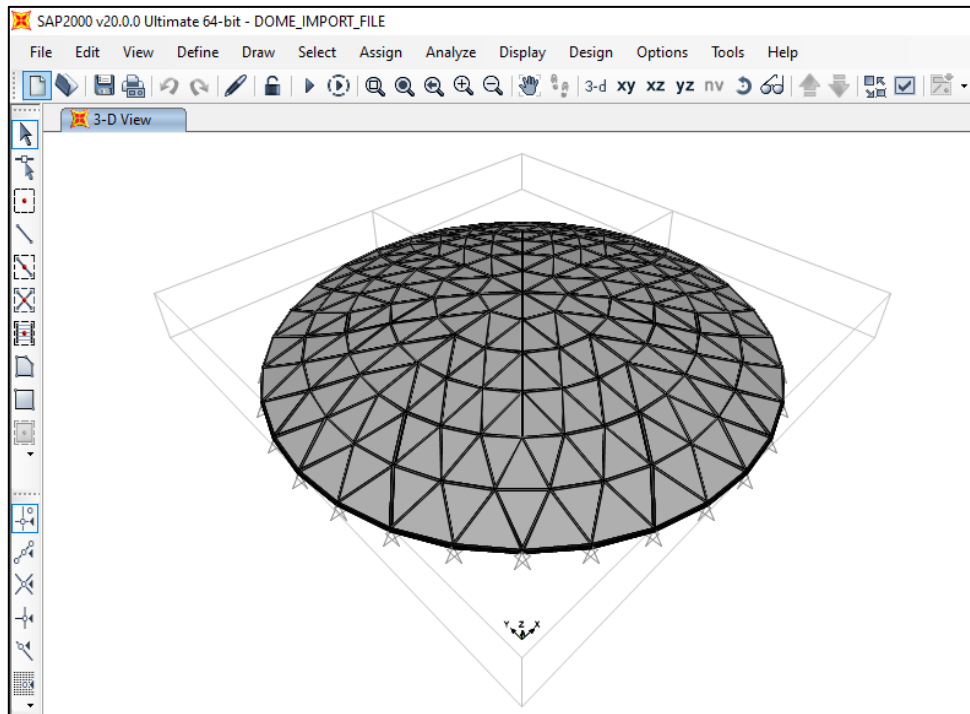 SAP2000 v20.0.0 Ultimate 64-bit - DOME_IMPORT_FILE
File Edit View Define Draw Select Assign Analyze Display Design Options Tools Help
3-d xy xz yz nv
3-D View
Y Z X